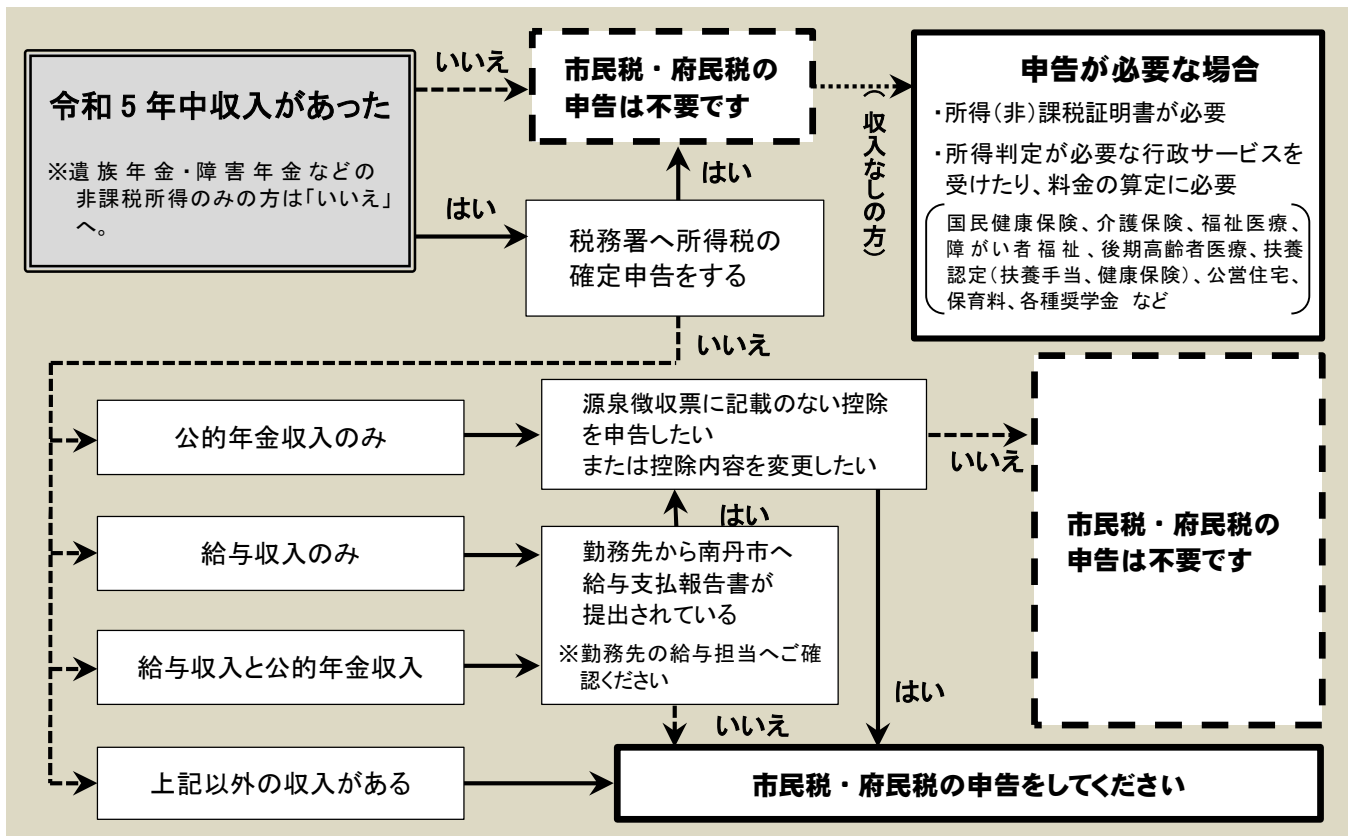 令和5年中収入があった
※遺族年金・障害年金などの
非課税所得のみの方は「いいえ」
へ。
いいえ
はい
市民税・府民税の
申告は不要です
はい
税務署へ所得税の
確定申告をする
いいえ
（収入なしの方）
申告が必要な場合
・所得（非）課税証明書が必要
・所得判定が必要な行政サービスを
受けたり、料金の算定に必要
国民健康保険、介護保険、福祉医療、
障がい者福祉、後期高齢者医療、扶養
認定（扶養手当、健康保険）、公営住宅、
保育料、各種奨学金 など
公的年金収入のみ
源泉徴収票に記載のない控除
を申告したい
または控除内容を変更したい
いいえ
はい
給与収入のみ
勤務先から南丹市へ
給与支払報告書が
提出されている
※勤務先の給与担当へご確
認ください
給与収入と公的年金収入
市民税・府民税の
申告は不要です
はい
いいえ
上記以外の収入がある
市民税・府民税の申告をしてください